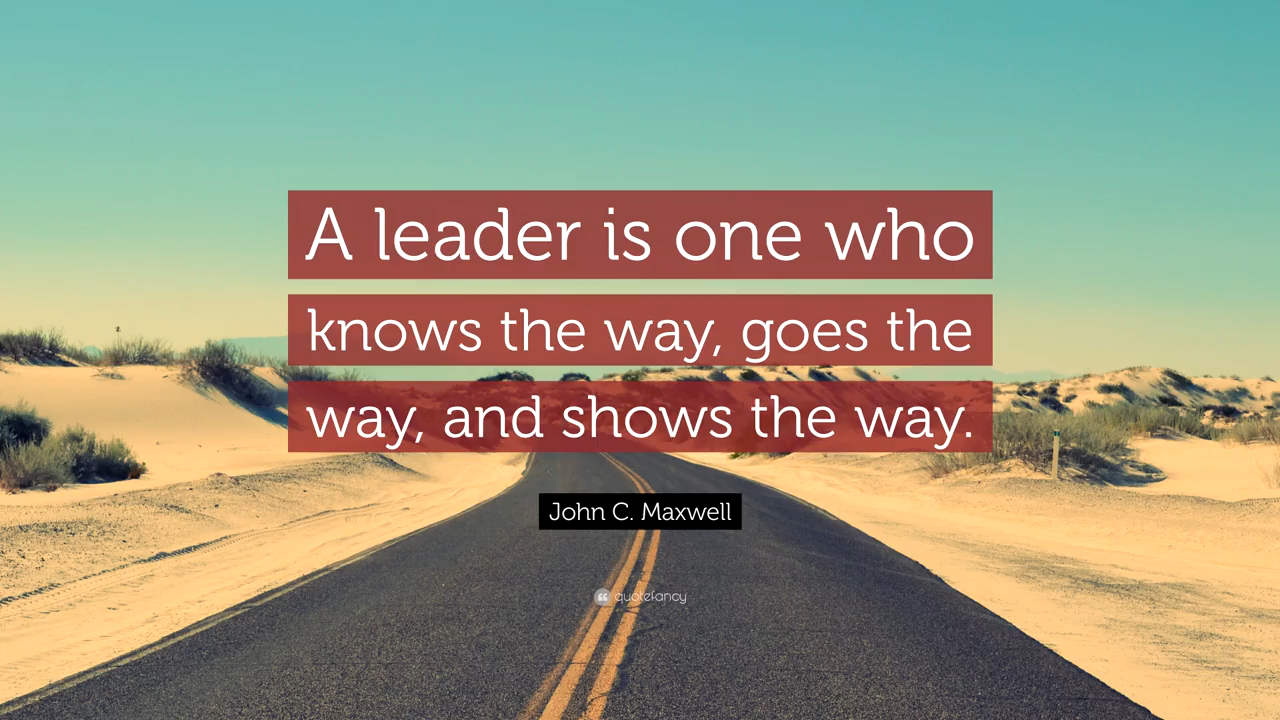 A leader is one who
knows the way, goes the
way, and shows the way.
John C. Maxwell
quotefancy